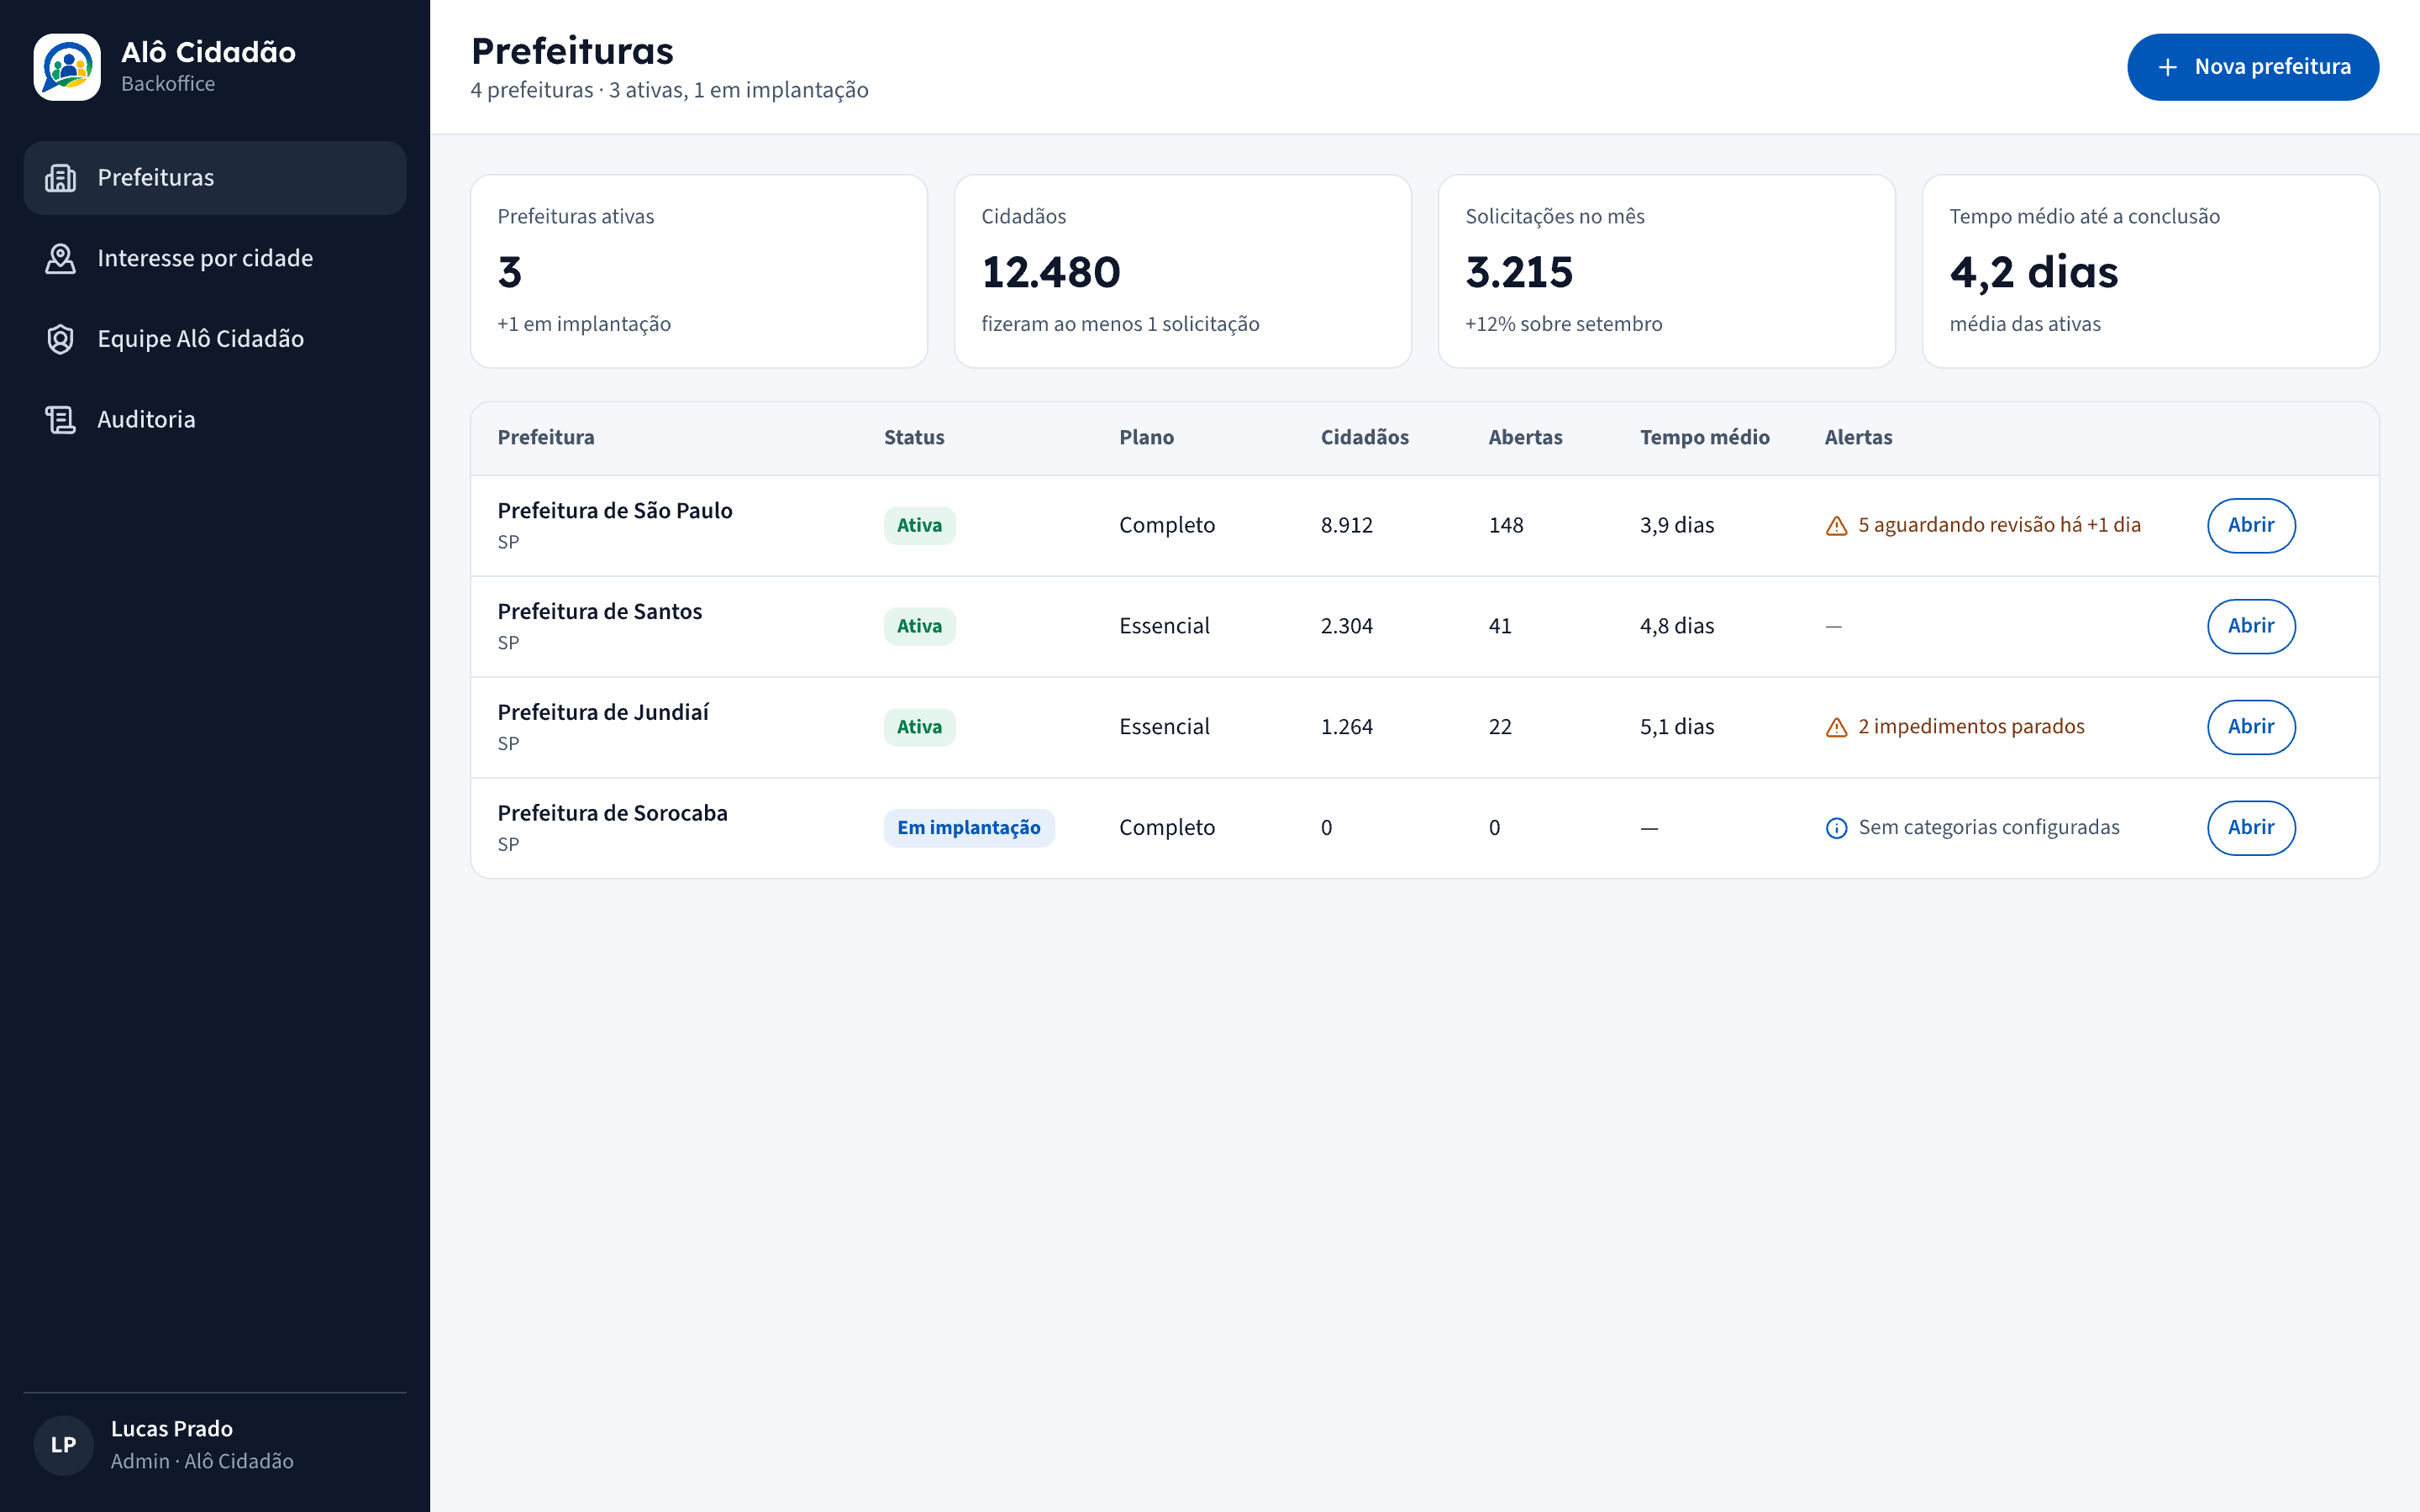 Alô Cidadão
Backoffice
Prefeituras
Interesse por cidade
Equipe Alô Cidadão
Auditoria
LP
Lucas Prado
Admin · Alô Cidadão
Prefeituras
4 prefeituras · 3 ativas, 1 em implantação
+ Nova prefeitura
Prefeituras ativas
3
+1 em implantação
Cidadãos
12.480
fizeram ao menos 1 solicitação
Solicitações no mês
3.215
+12% sobre setembro
Tempo médio até a conclusão
4,2 dias
média das ativas
Prefeitura Status Plano Cidadãos Abertas Tempo médio Alertas
Prefeitura de São Paulo
SP
Ativa Completo 8.912 148 3,9 dias 5 aguardando revisão há +1 dia Abrir
Prefeitura de Santos
SP
Ativa Essencial 2.304 41 4,8 dias — Abrir
Prefeitura de Jundiaí
SP
Ativa Essencial 1.264 22 5,1 dias 2 impedimentos parados Abrir
Prefeitura de Sorocaba
SP
Em implantação Completo 0 0 — Sem categorias configuradas Abrir